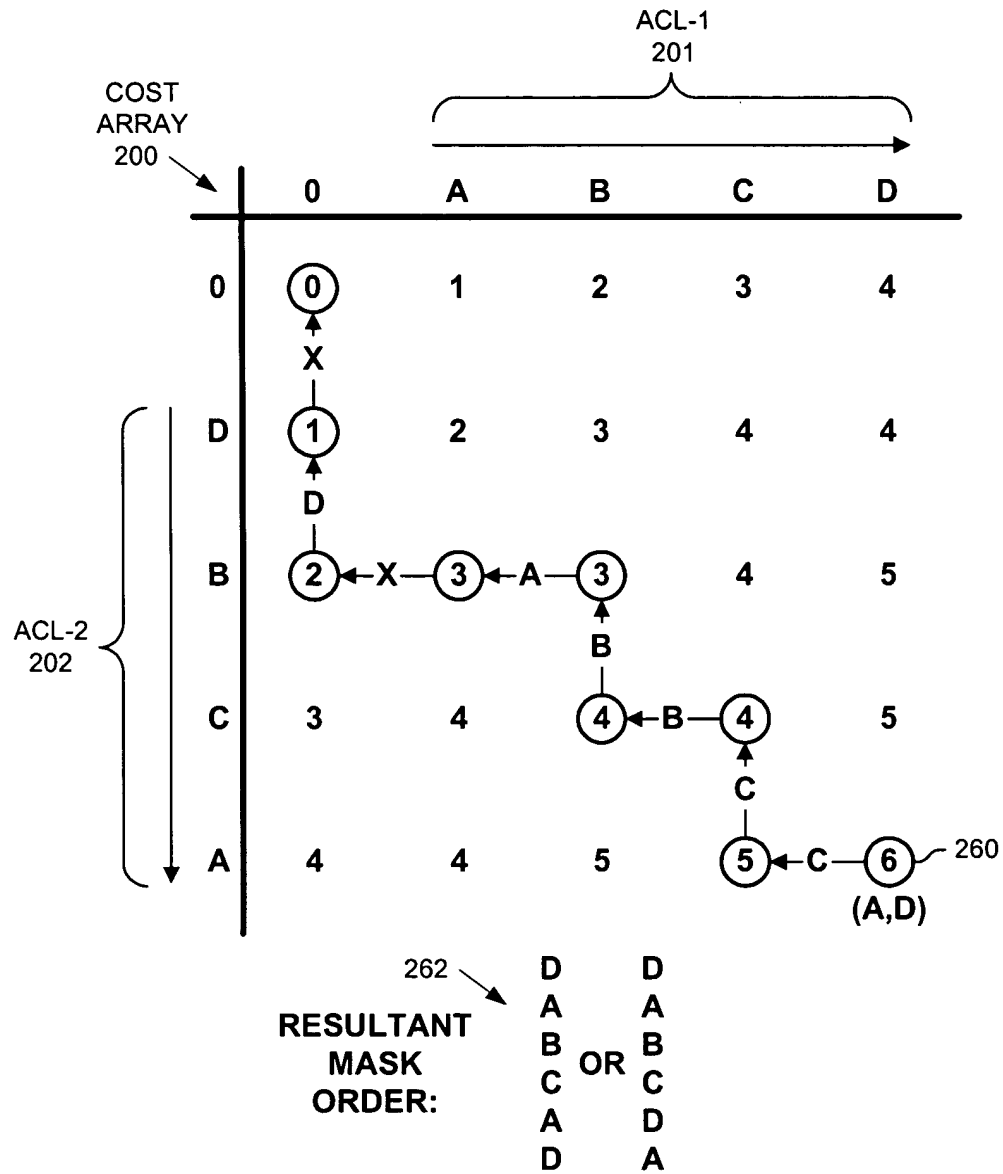 ACL-1
201
COST
ARRAY
200
0 A B C D
0 0 1 2 3 4
X
D 1 2 3 4 4
D
B 2 X 3 A 3 4 5
ACL-2
202
B
C 3 4 4 B 4 5
C
A 4 4 5 5 C 6 260
(A,D)
262
D D
A A
RESULTANT
B B
MASK
OR
C C
ORDER:
A D
D A